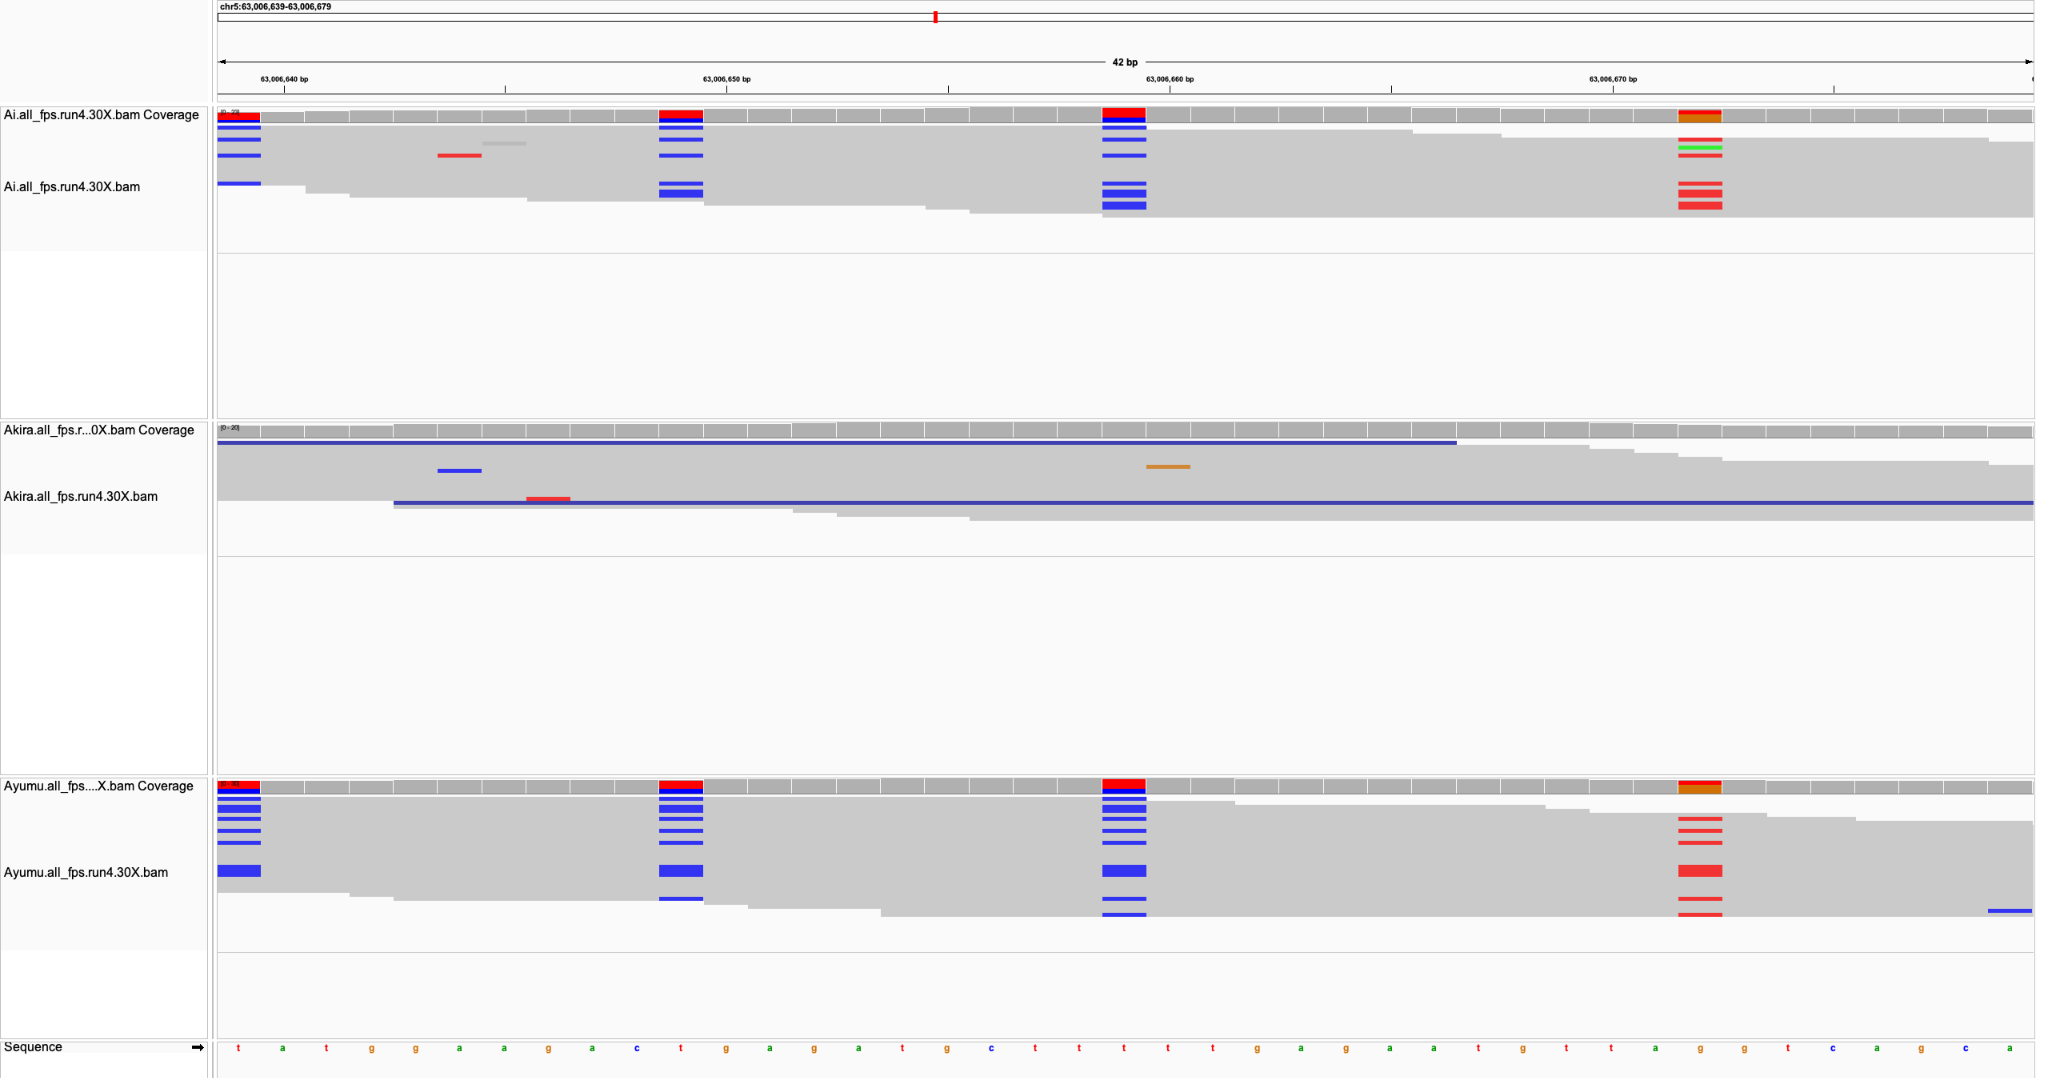 chr5:63,006,639-63,006,679
42 bp
63,006,640 bp 63,006,650 bp 63,006,660 bp 63,006,670 bp
Ai.all_fps.run4.30X.bam Coverage
[0 - 23]
Ai.all_fps.run4.30X.bam
Akira.all_fps.r...0X.bam Coverage
[0 - 20]
Akira.all_fps.run4.30X.bam
Ayumu.all_fps....X.bam Coverage
Ayumu.all_fps.run4.30X.bam
Sequence t a t g g a a g a c t g a g a t g c t t t t t g a g a a t g t t a g g t c a g c a